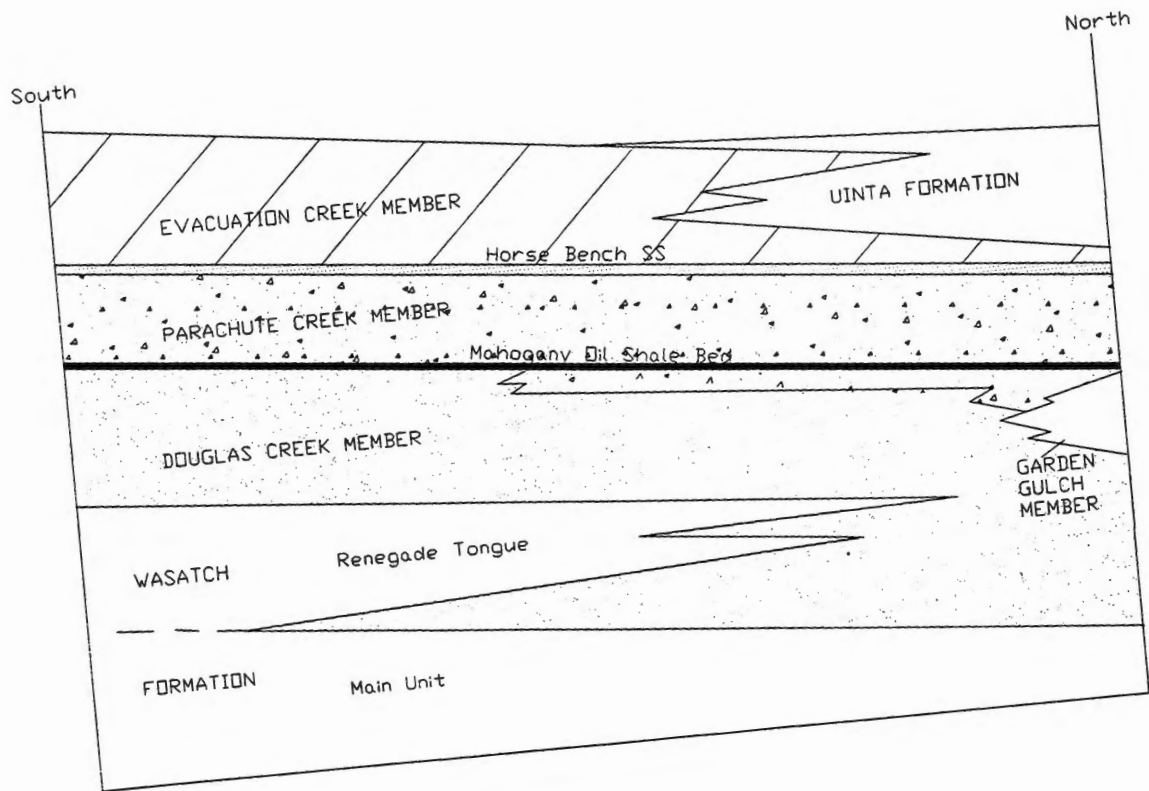 North
South
UINTA FORMATION
EVACUATION CREEK MEMBER
Horse Bench SS
PARACHUTE CREEK MEMBER
Mahogany Oil Shale Bed
DOUGLAS CREEK MEMBER
GARDEN
GULCH
MEMBER
Renegade Tongue
WASATCH
FORMATION
Main Unit